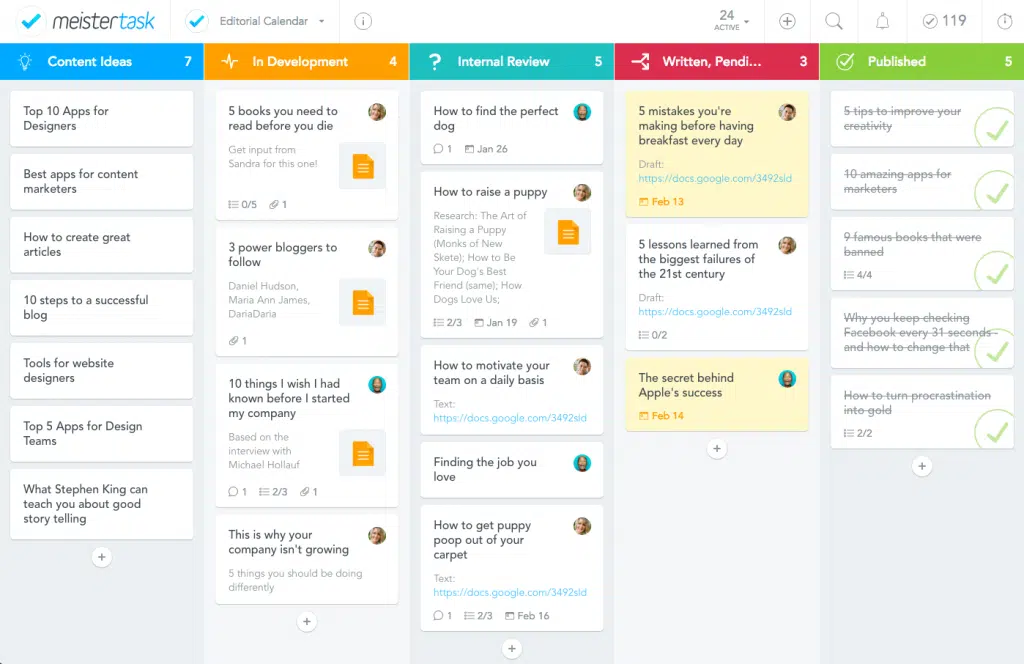 meistertask
Editorial Calendar
24
ACTIVE
119
Content Ideas 7
Top 10 Apps for
Designers
Best apps for content
marketers
How to create great
articles
10 steps to a successful
blog
Tools for website
designers
Top 5 Apps for Design
Teams
What Stephen King can
teach you about good
story telling
In Development 4
5 books you need to
read before you die
Get input from
Sandra for this one!
0/5 1
3 power bloggers to
follow
Daniel Hudson,
Maria Ann James,
DariaDaria
1
10 things I wish I had
known before I started
my company
Based on the
interview with
Michael Hollauf
1 2/3 1
This is why your
company isn't growing
5 things you should be doing
differently
Internal Review 5
How to find the perfect
dog
1 Jan 26
How to raise a puppy
Research: The Art of
Raising a Puppy
(Monks of New
Skete); How to Be
Your Dog's Best
Friend (same); How
Dogs Love Us;
2/3 Jan 19 1
How to motivate your
team on a daily basis
Text:
https://docs.google.com/3492sld
Finding the job you
love
How to get puppy
poop out of your
carpet
Text:
https://docs.google.com/3492sld
1 2/3 Feb 16
Written, Pendi... 3
5 mistakes you're
making before having
breakfast every day
Draft:
https://docs.google.com/3492sld
Feb 13
5 lessons learned from
the biggest failures of
the 21st century
Draft:
https://docs.google.com/3492sld
0/2
The secret behind
Apple's success
Feb 14
Published 5
5 tips to improve your
creativity
10 amazing apps for
marketers
9 famous books that were
banned
4/4
Why you keep checking
Facebook every 31 seconds -
and how to change that
How to turn procrastination
into gold
2/2